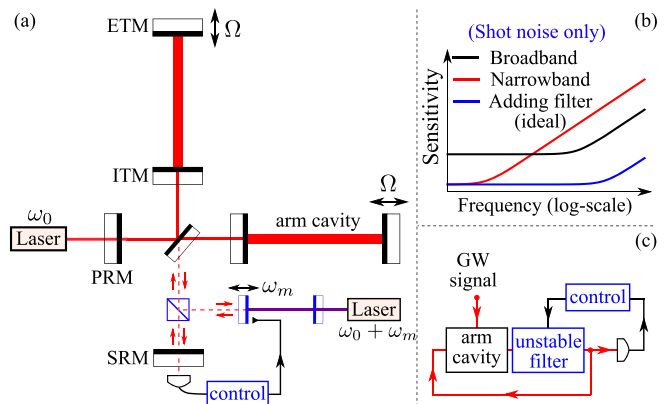 (a)
ETM
Ω
ITM
ω₀
Laser
PRM
Ω
arm cavity
ωₘ
Laser
ω₀ + ωₘ
SRM
control
(b)
(Shot noise only)
Broadband
Narrowband
Adding filter
(ideal)
Sensitivity
Frequency (log-scale)
(c)
GW
signal
control
arm
cavity
unstable
filter